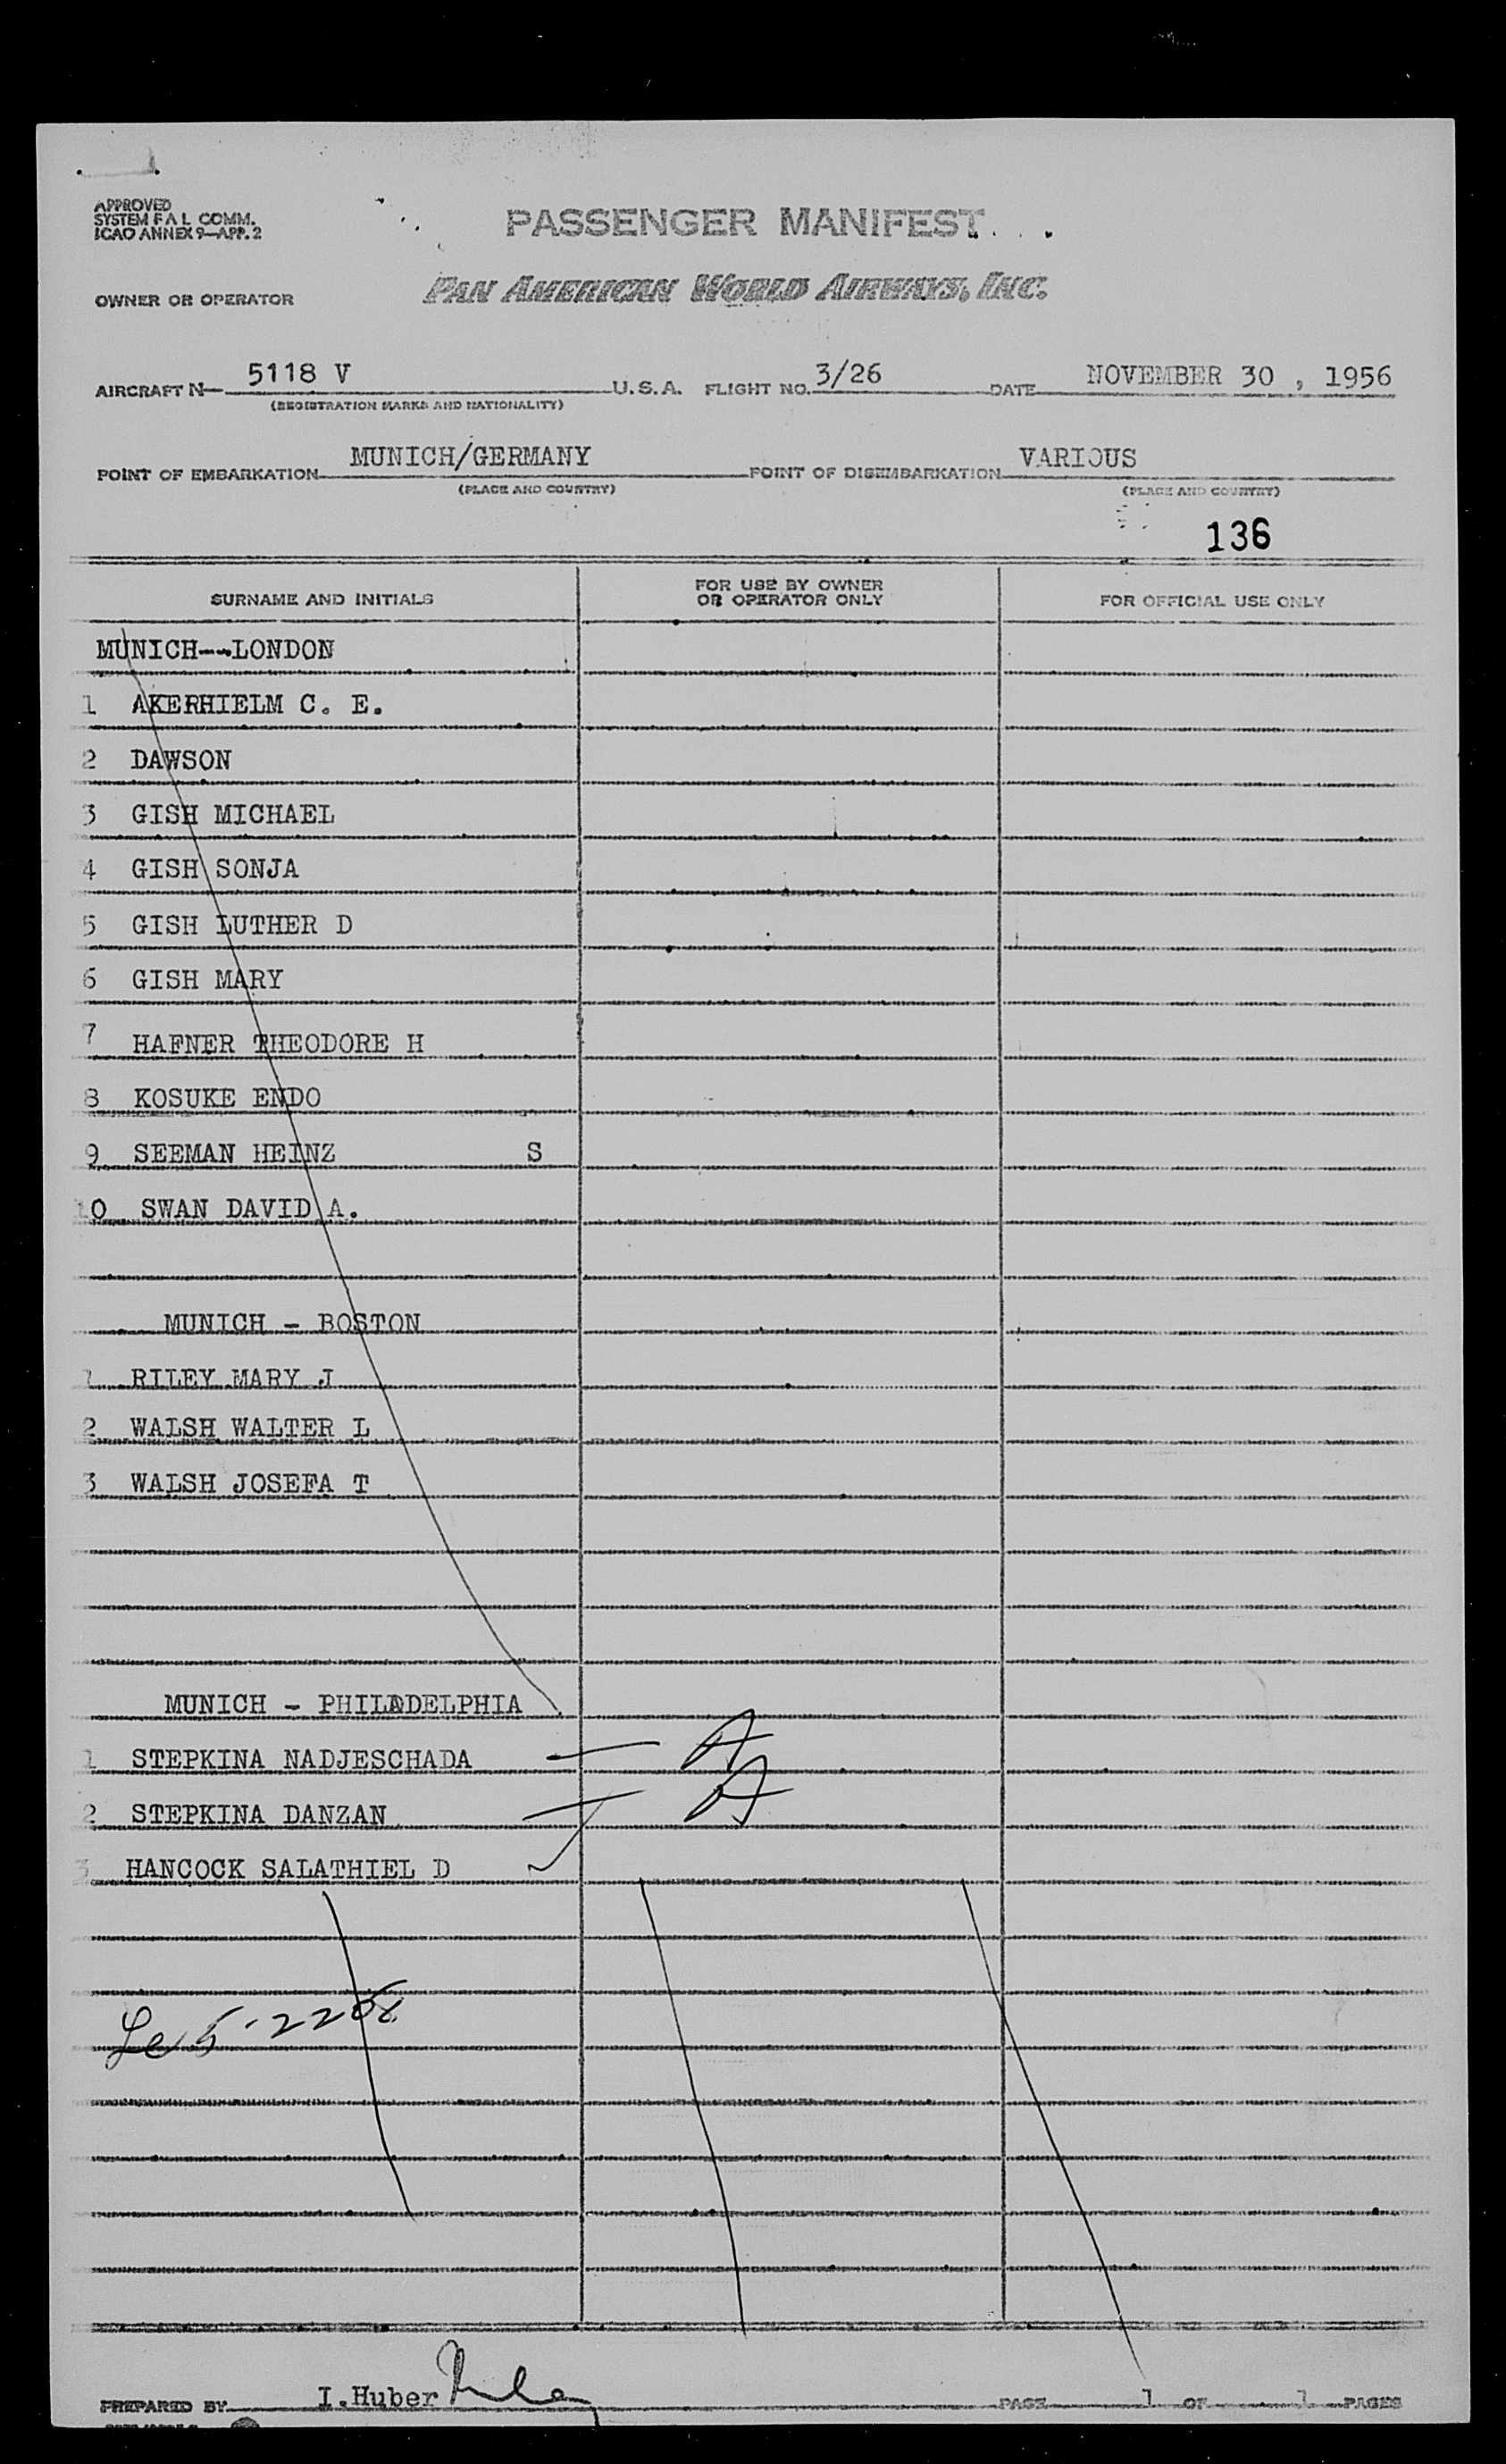 APPROVED
SYSTEM F A L COMM.
ICAO ANNEX 9—APP. 2
PASSENGER MANIFEST
OWNER OR OPERATOR
PAN AMERICAN WORLD AIRWAYS, INC.
AIRCRAFT N— 5118 V U.S.A. FLIGHT NO. 3/26 DATE NOVEMBER 30 , 1956
(REGISTRATION MARKS AND NATIONALITY)
POINT OF EMBARKATION MUNICH/GERMANY POINT OF DISEMBARKATION VARIOUS
(PLACE AND COUNTRY) (PLACE AND COUNTRY)
136
SURNAME AND INITIALS FOR USE BY OWNER OR OPERATOR ONLY FOR OFFICIAL USE ONLY
MUNICH--LONDON
1 AKERHIELM C. E.
2 DAWSON
3 GISH MICHAEL
4 GISH SONJA
5 GISH LUTHER D
6 GISH MARY
7 HAFNER THEODORE H
8 KOSUKE ENDO
9 SEEMAN HEINZ S
10 SWAN DAVID A.
MUNICH - BOSTON
1 RILEY MARY J
2 WALSH WALTER L
3 WALSH JOSEFA T
MUNICH - PHILADELPHIA
1 STEPKINA NADJESCHADA A
2 STEPKINA DANZAN A
3 HANCOCK SALATHIEL D
PREPARED BY I.Huber PAGE 1 OF 1 PAGES